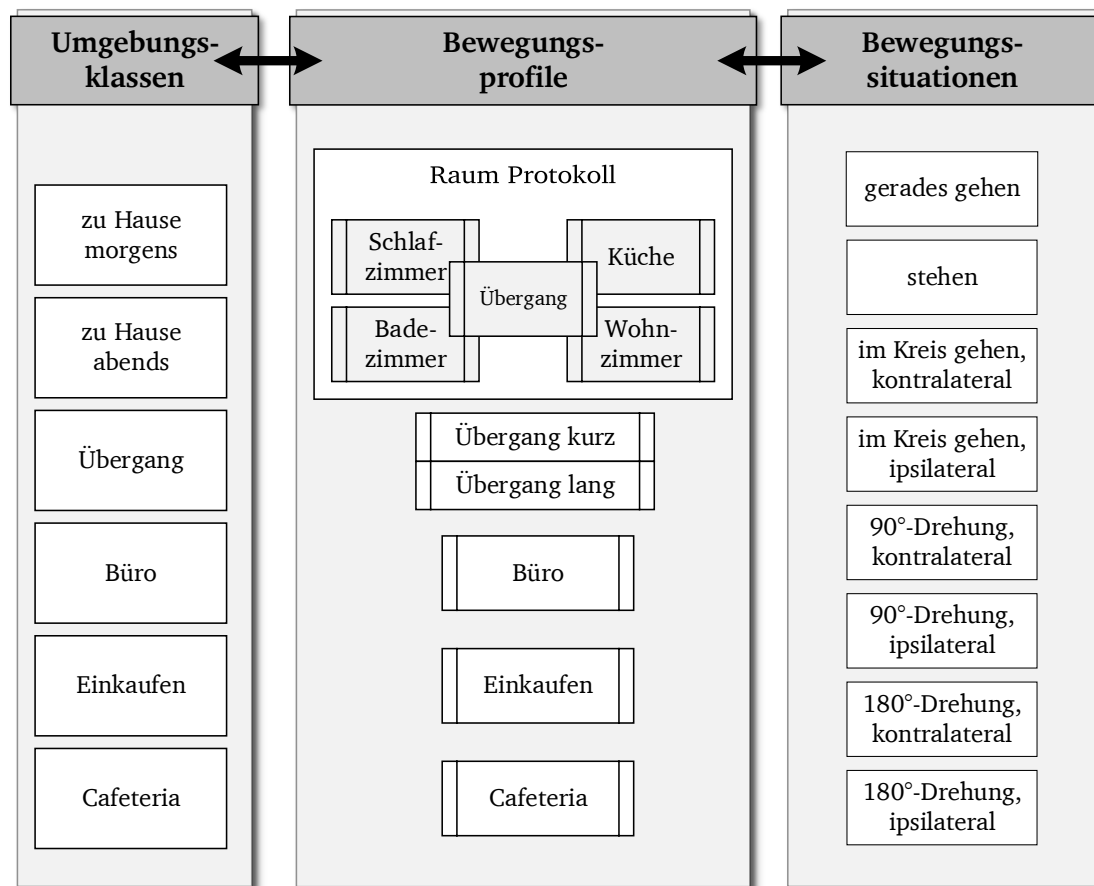 Umgebungs-
klassen
zu Hause
morgens
zu Hause
abends
Übergang
Büro
Einkaufen
Cafeteria
Bewegungs-
profile
Raum Protokoll
Schlaf-
zimmer
Küche
Übergang
Bade-
zimmer
Wohn-
zimmer
Übergang kurz
Übergang lang
Büro
Einkaufen
Cafeteria
Bewegungs-
situationen
gerades gehen
stehen
im Kreis gehen,
kontralateral
im Kreis gehen,
ipsilateral
90°-Drehung,
kontralateral
90°-Drehung,
ipsilateral
180°-Drehung,
kontralateral
180°-Drehung,
ipsilateral